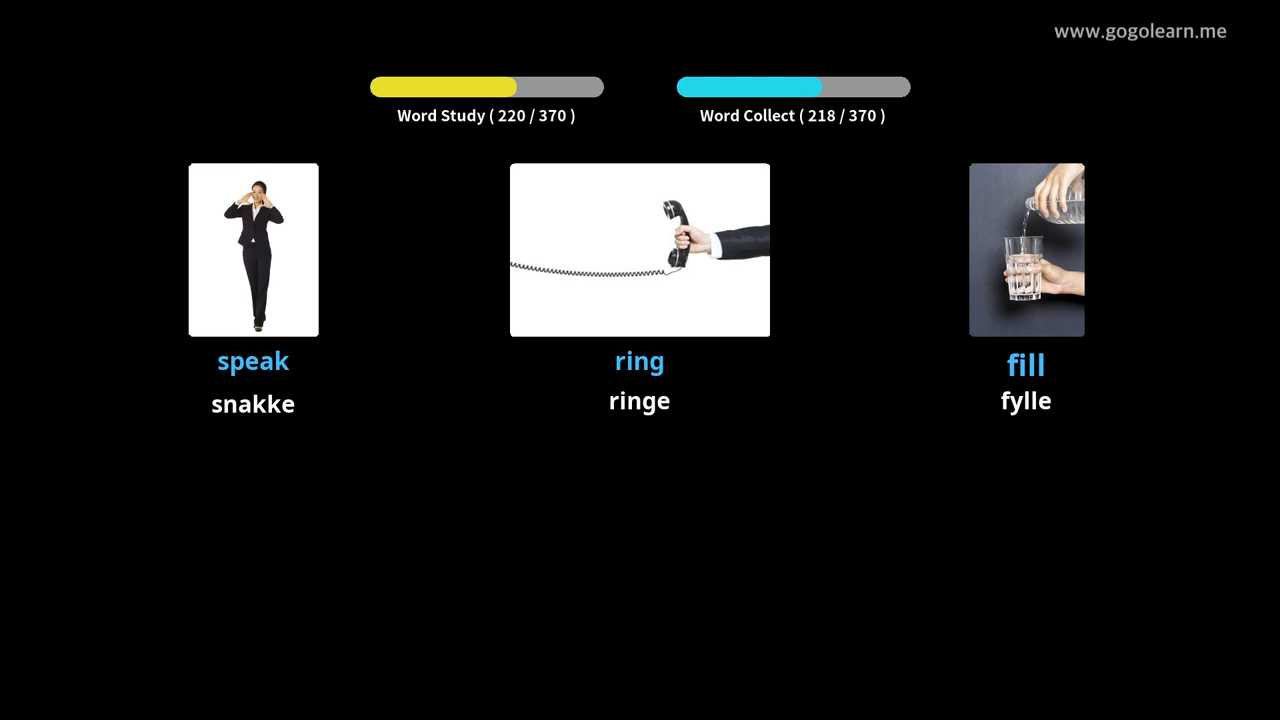 www.gogolearn.me
Word Study ( 220 / 370 )
Word Collect ( 218 / 370 )
speak
snakke
ring
ringe
fill
fylle